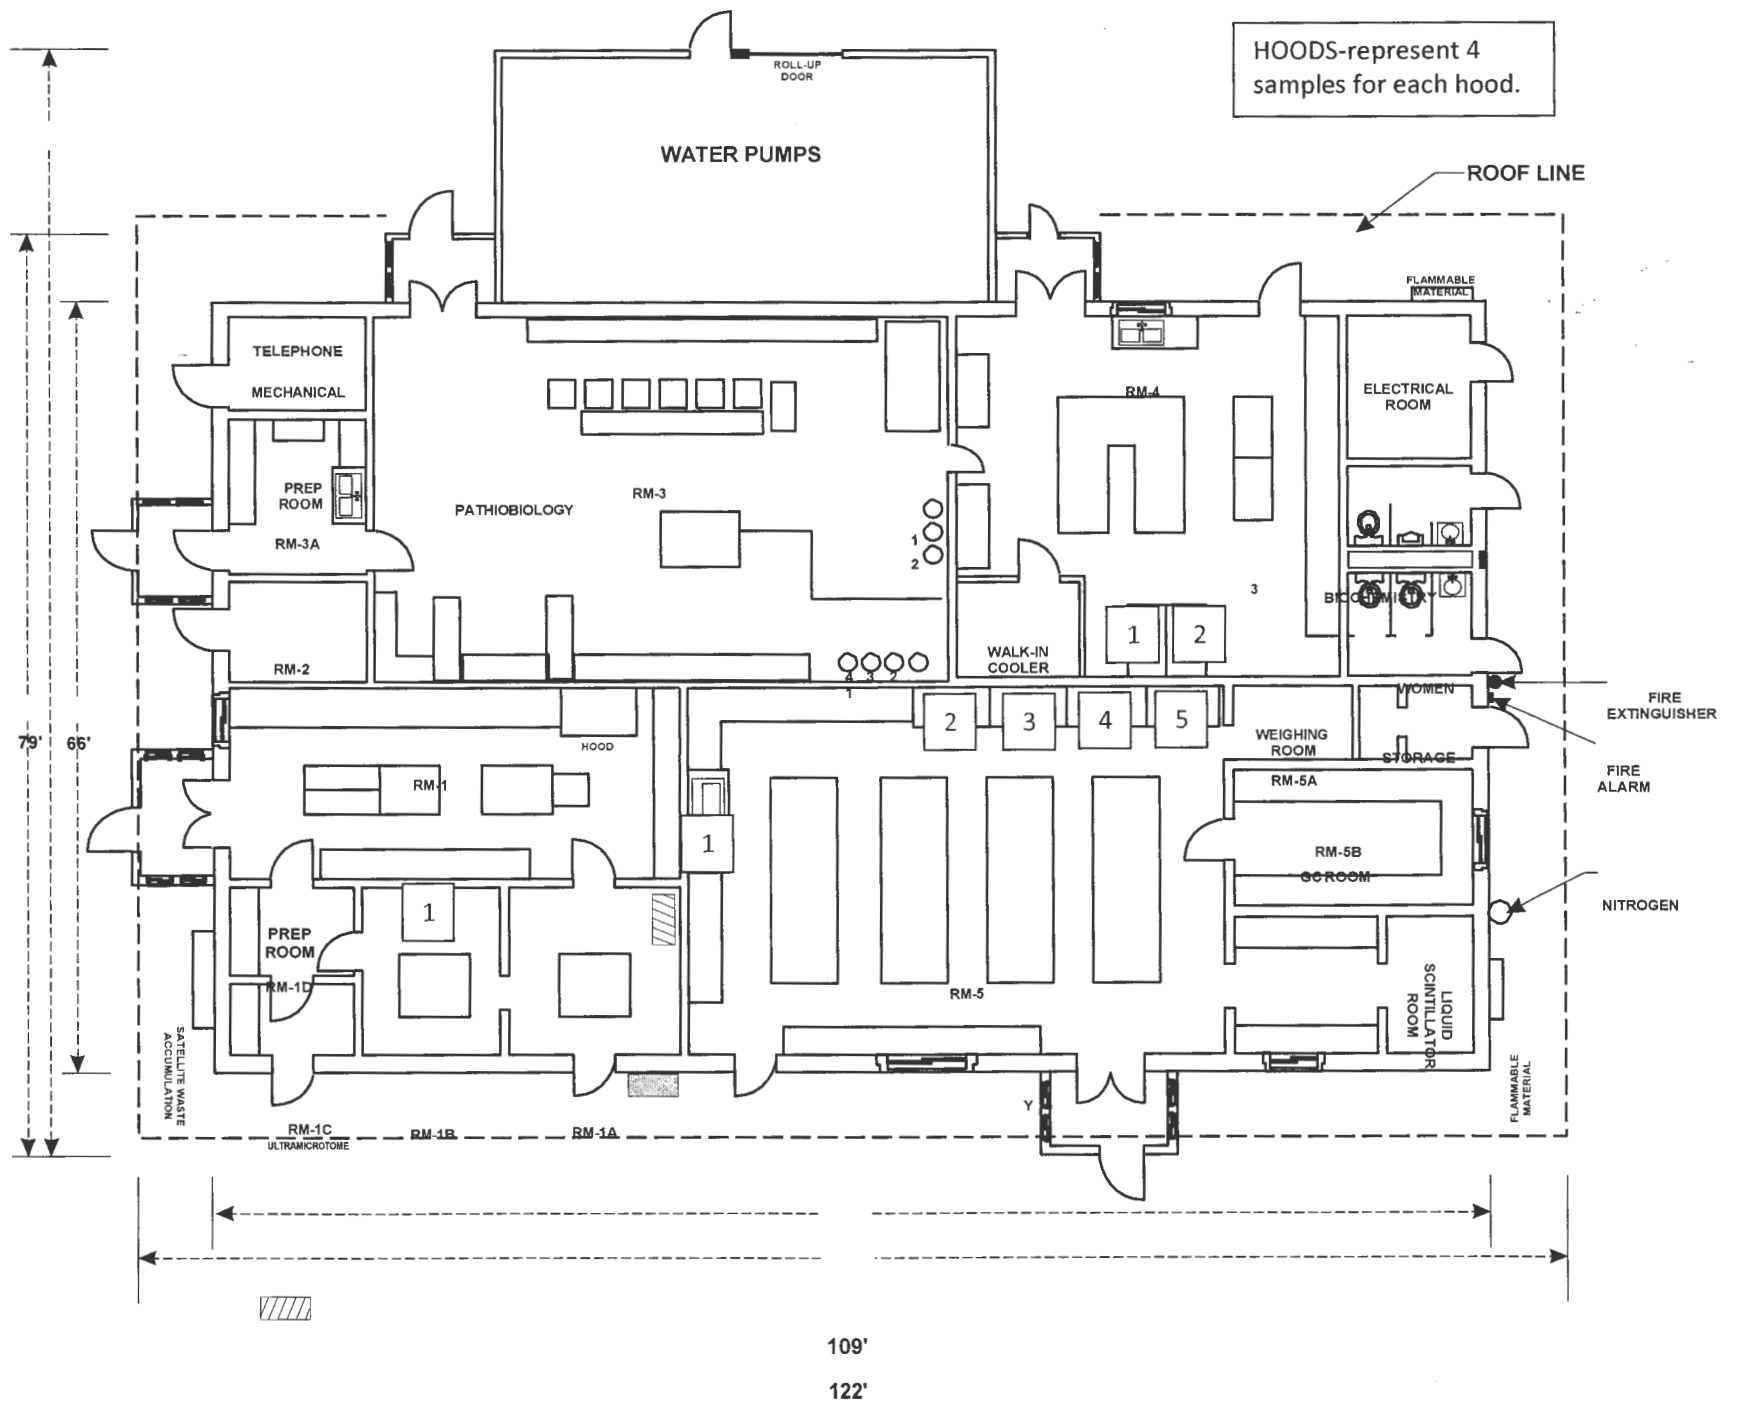 HOODS-represent 4
samples for each hood.
ROLL-UP
DOOR
WATER PUMPS
ROOF LINE
FLAMMABLE
MATERIAL
TELEPHONE
MECHANICAL
RM-4
ELECTRICAL
ROOM
PREP
ROOM
RM-3
PATHIOBIOLOGY
RM-3A
1
2
3
BIOCHEMISTRY
1
2
WALK-IN
COOLER
RM-2
4
3
2
1
WOMEN
FIRE
EXTINGUISHER
2
3
4
5
WEIGHING
ROOM
79'
66'
HOOD
STORAGE
RM-1
RM-5A
FIRE
ALARM
1
RM-5B
GC ROOM
NITROGEN
1
PREP
ROOM
RM-1D
RM-5
LIQUID
SCINTILLATOR
ROOM
SATELLITE WASTE
ACCUMULATION
FLAMMABLE
MATERIAL
Y
RM-1C
ULTRAMICROTOME
RM-1B
RM-1A
109'
122'